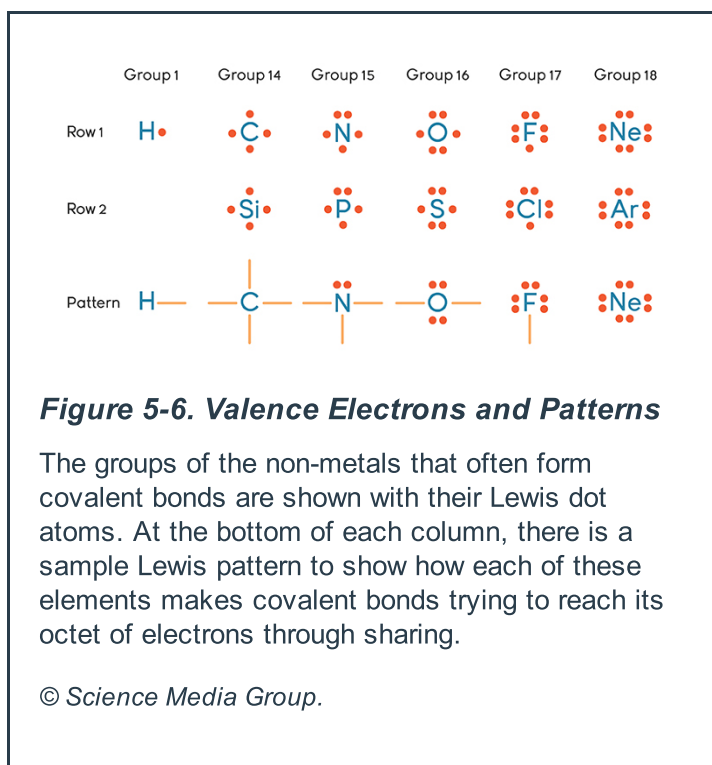 Group 1 Group 14 Group 15 Group 16 Group 17 Group 18
Row 1 H C N O F Ne
Row 2 Si P S Cl Ar
Pattern H C N O F Ne
Figure 5-6. Valence Electrons and Patterns
The groups of the non-metals that often form
covalent bonds are shown with their Lewis dot
atoms. At the bottom of each column, there is a
sample Lewis pattern to show how each of these
elements makes covalent bonds trying to reach its
octet of electrons through sharing.
© Science Media Group.